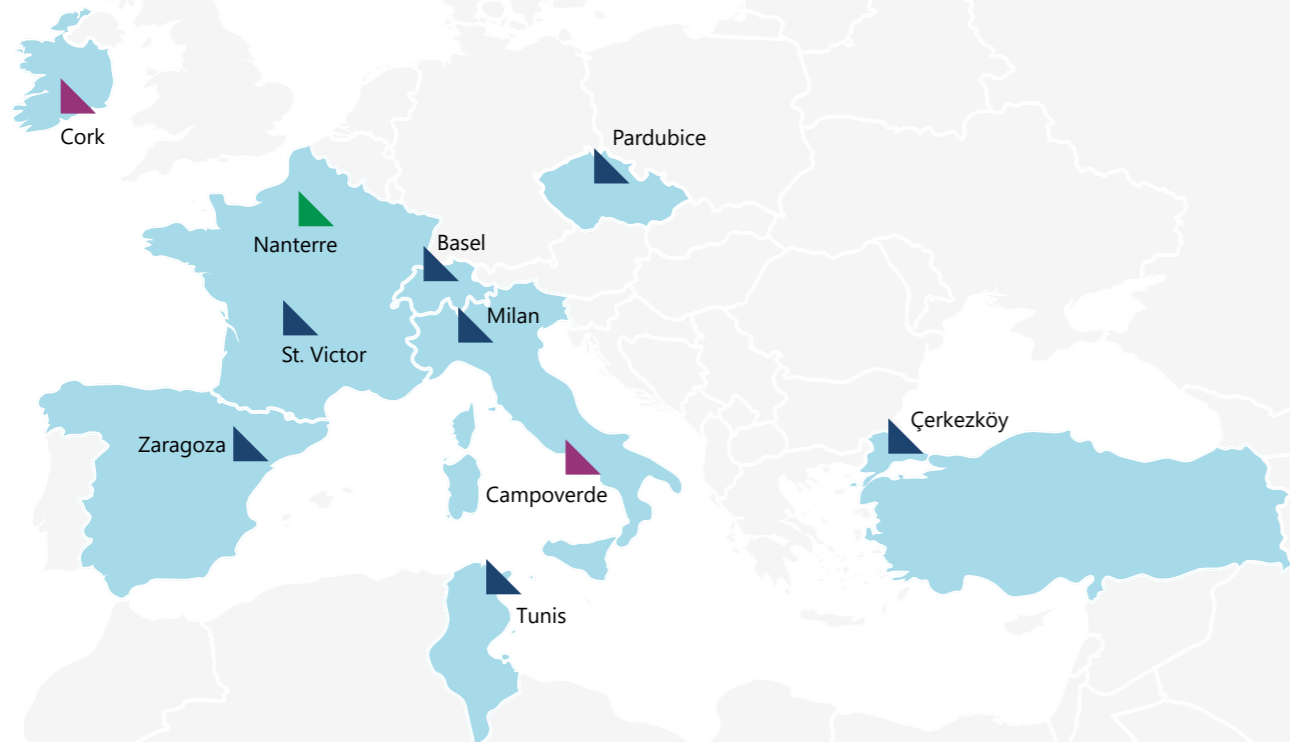 Cork
Pardubice
Nanterre
Basel
Milan
St. Victor
Çerkezköy
Zaragoza
Campoverde
Tunis